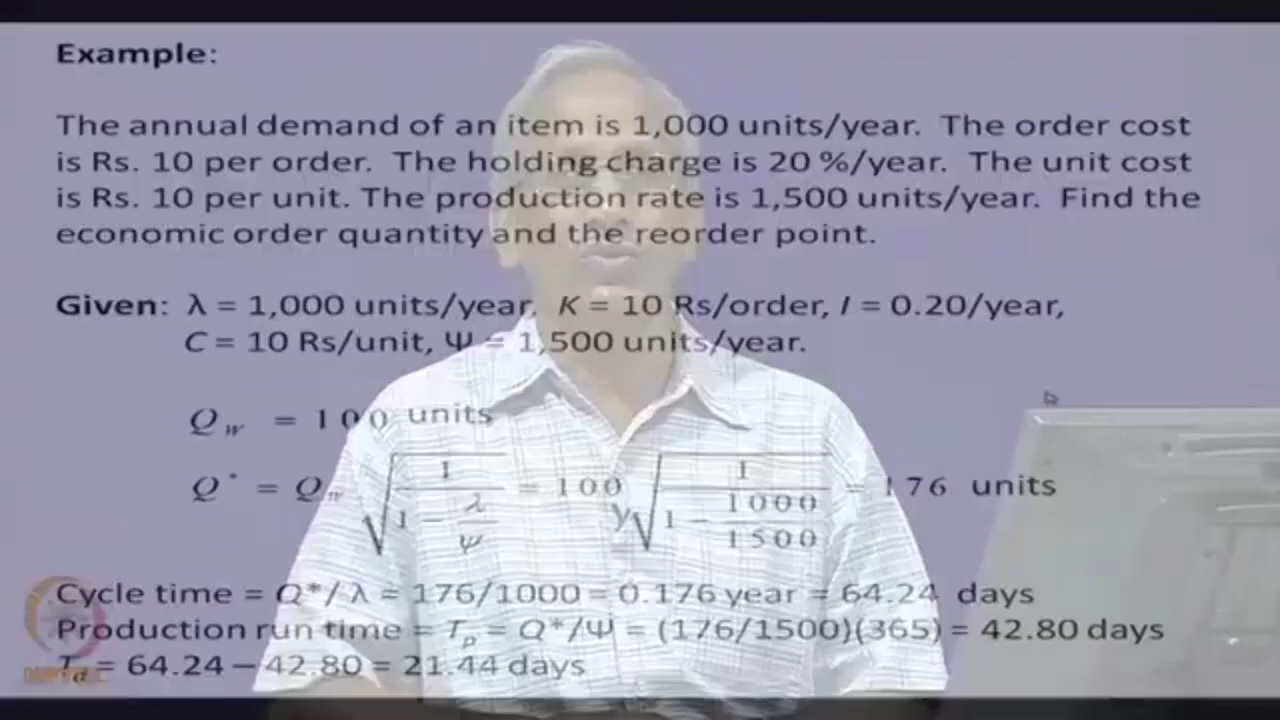 Example:
The annual demand of an item is 1,000 units/year. The order cost
is Rs. 10 per order. The holding charge is 20 %/year. The unit cost
is Rs. 10 per unit. The production rate is 1,500 units/year. Find the
economic order quantity and the reorder point.
Given: λ = 1,000 units/year, K = 10 Rs/order, I = 0.20/year,
C = 10 Rs/unit, Ψ = 1,500 units/year.
Q_w = 100 units
Q* = Q_w √(1/(1 − λ/ψ)) = 100 √(1/(1 − 1000/1500)) = 176 units
Cycle time = Q*/ λ = 176/1000 = 0.176 year = 64.24 days
Production run time = T_p = Q*/Ψ = (176/1500)(365) = 42.80 days
T_d = 64.24 – 42.80 = 21.44 days